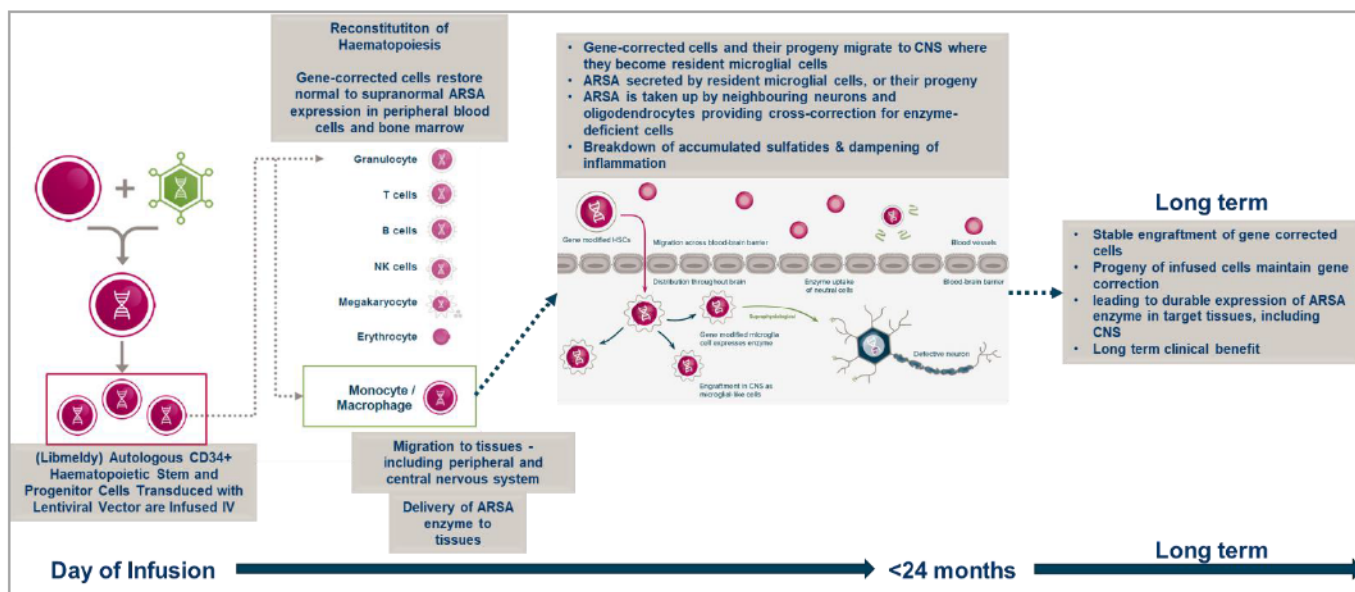 Reconstitutiton of
Haematopoiesis
Gene-corrected cells restore
normal to supranormal ARSA
expression in peripheral blood
cells and bone marrow
Granulocyte
T cells
B cells
NK cells
Megakaryocyte
Erythrocyte
Monocyte /
Macrophage
(Libmeldy) Autologous CD34+
Haematopoietic Stem and
Progenitor Cells Transduced with
Lentiviral Vector are Infused IV
Migration to tissues -
including peripheral and
central nervous system
Delivery of ARSA
enzyme to
tissues
• Gene-corrected cells and their progeny migrate to CNS where
they become resident microglial cells
• ARSA secreted by resident microglial cells, or their progeny
• ARSA is taken up by neighbouring neurons and
oligodendrocytes providing cross-correction for enzyme-
deficient cells
• Breakdown of accumulated sulfatides & dampening of
inflammation
Gene modified HSCs
Migration across blood-brain barrier
Blood vessels
Distribution throughout brain
Enzyme uptake
of neutral cells
Blood-brain barrier
Supraphysiological
Gene modified microglia
cell expresses enzyme
Defective neuron
Engraftment in CNS as
microglial-like cells
Long term
• Stable engraftment of gene corrected
cells
• Progeny of infused cells maintain gene
correction
• leading to durable expression of ARSA
enzyme in target tissues, including
CNS
• Long term clinical benefit
Day of Infusion
<24 months
Long term